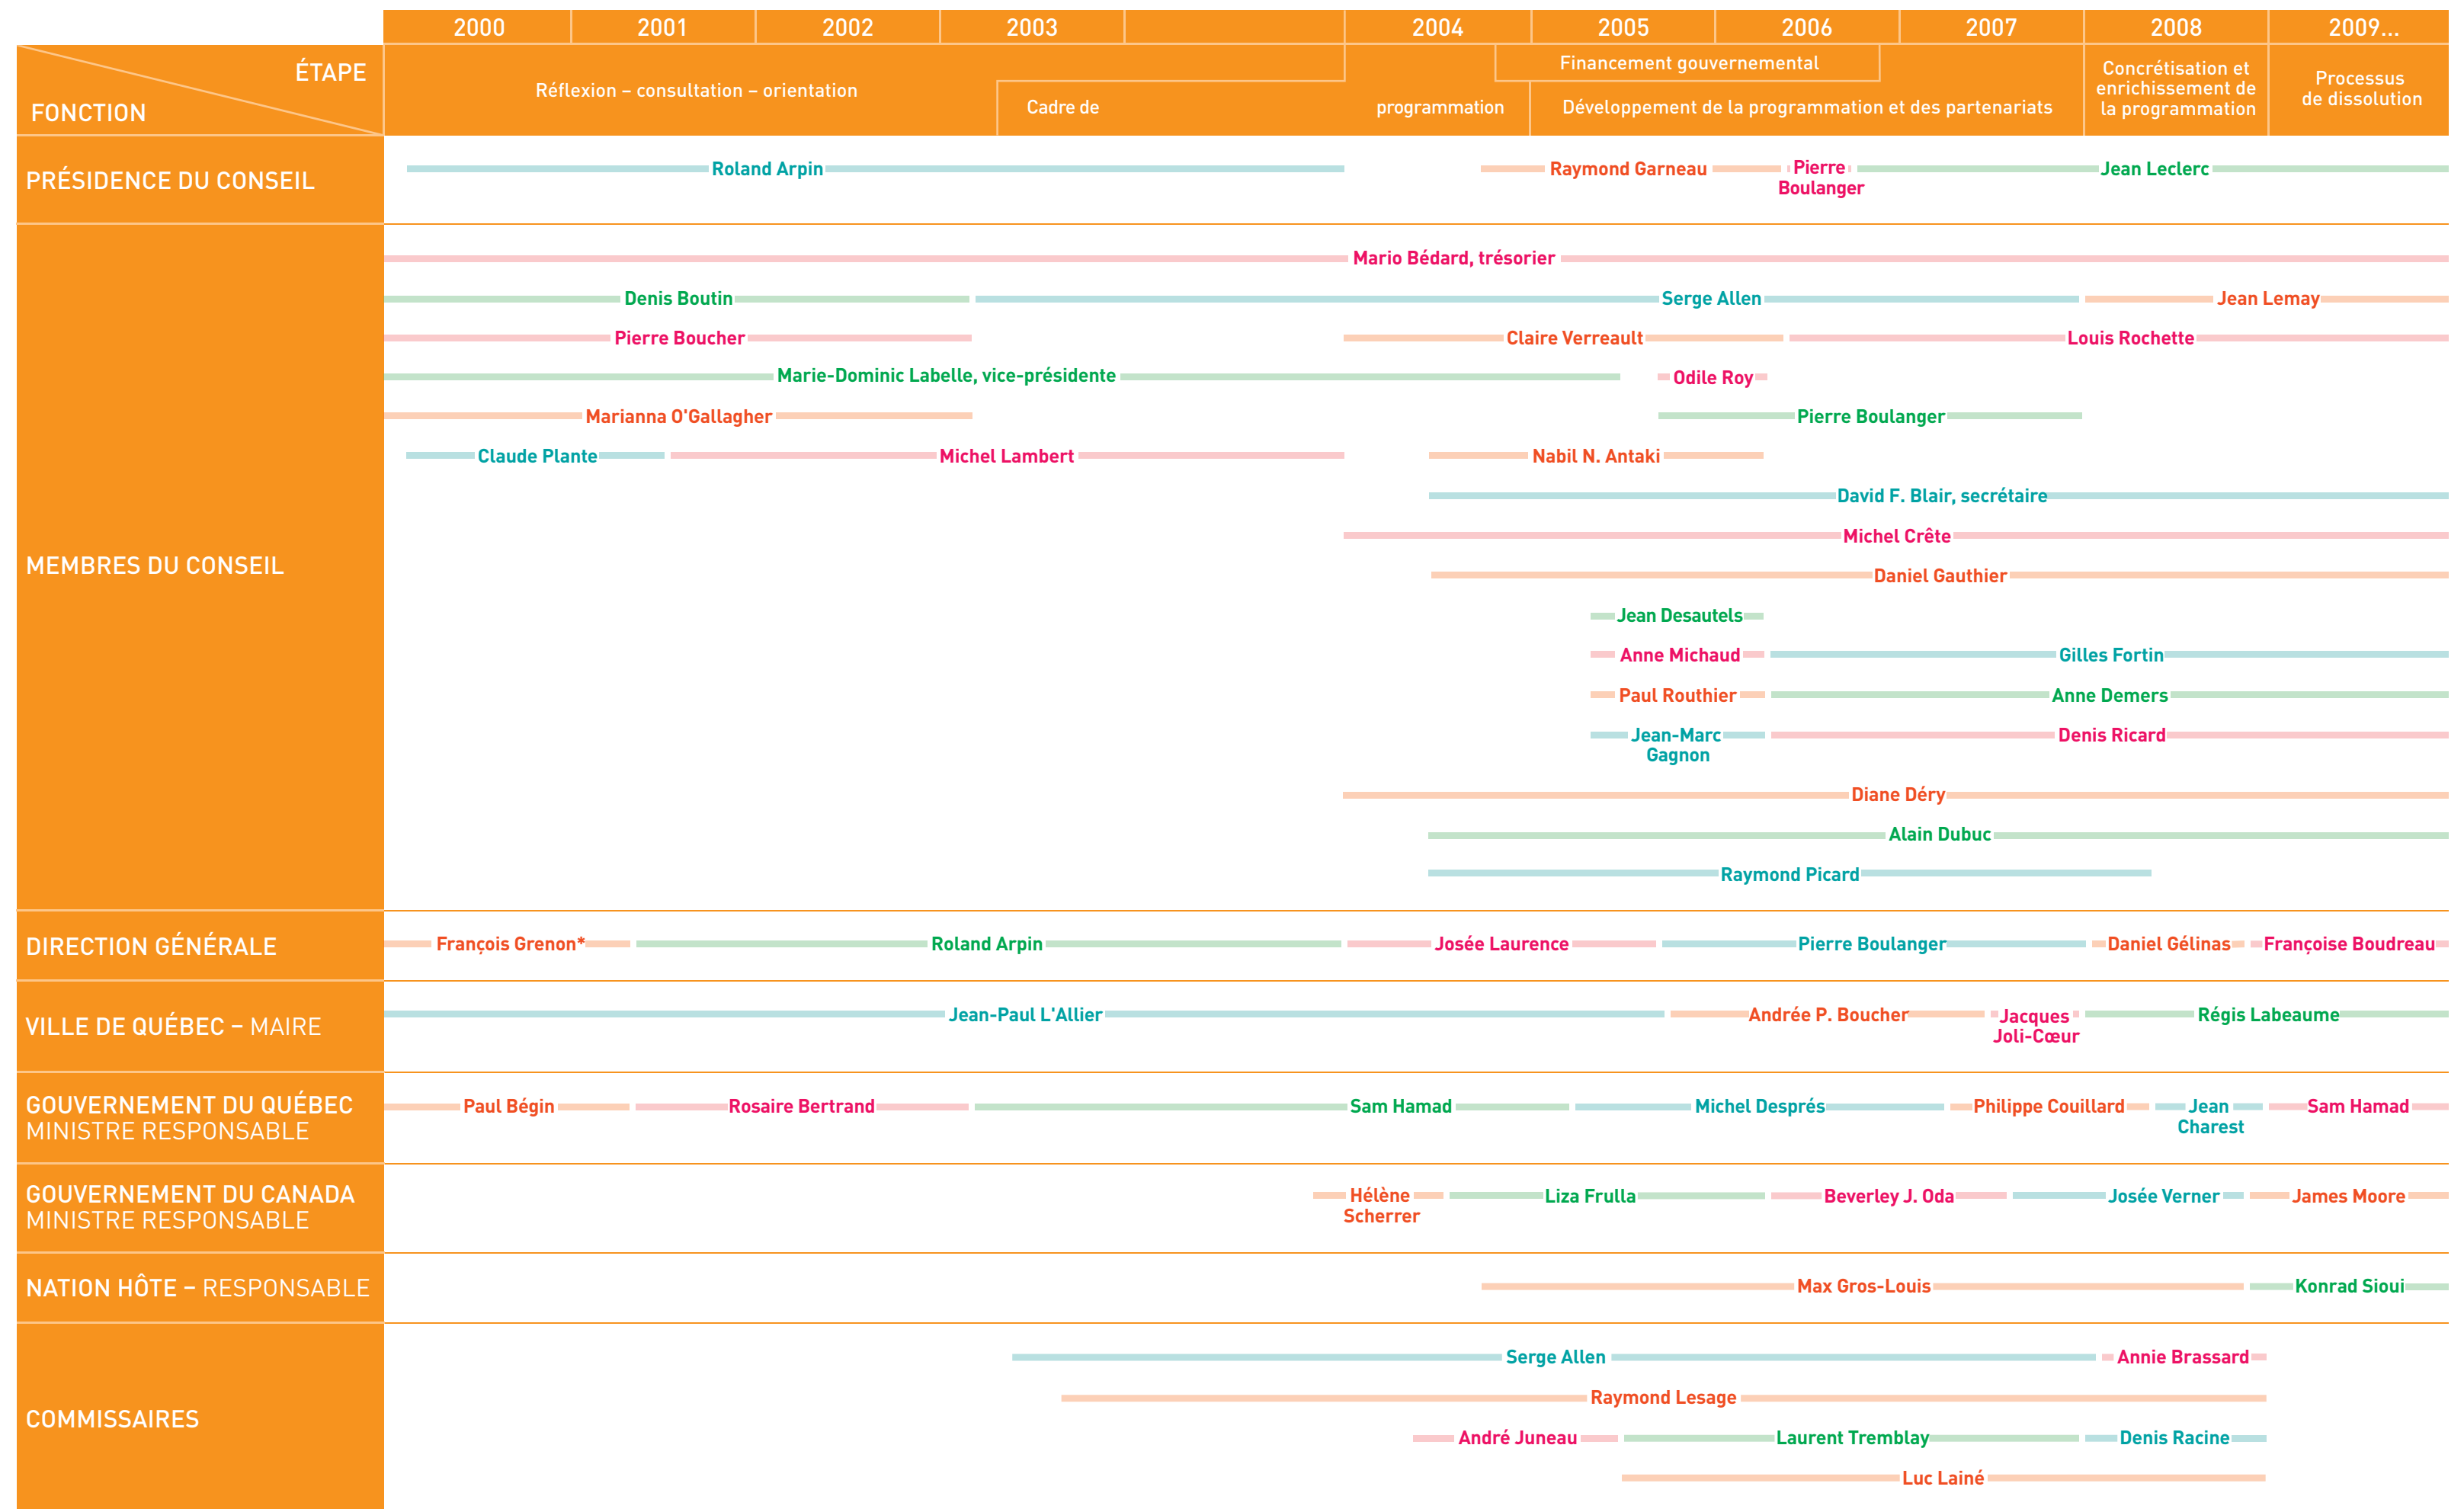 2000 2001 2002 2003 2004 2005 2006 2007 2008 2009...
ÉTAPE
FONCTION
Réflexion – consultation – orientation
Cadre de programmation
Financement gouvernemental
Développement de la programmation et des partenariats
Concrétisation et
enrichissement de
la programmation
Processus
de dissolution
PRÉSIDENCE DU CONSEIL
Roland Arpin
Raymond Garneau
Pierre
Boulanger
Jean Leclerc
MEMBRES DU CONSEIL
Mario Bédard, trésorier
Denis Boutin
Serge Allen
Jean Lemay
Pierre Boucher
Claire Verreault
Louis Rochette
Marie-Dominic Labelle, vice-présidente
Odile Roy
Marianna O'Gallagher
Pierre Boulanger
Claude Plante
Michel Lambert
Nabil N. Antaki
David F. Blair, secrétaire
Michel Crête
Daniel Gauthier
Jean Desautels
Anne Michaud
Gilles Fortin
Paul Routhier
Anne Demers
Jean-Marc
Gagnon
Denis Ricard
Diane Déry
Alain Dubuc
Raymond Picard
DIRECTION GÉNÉRALE
François Grenon*
Roland Arpin
Josée Laurence
Pierre Boulanger
Daniel Gélinas
Françoise Boudreau
VILLE DE QUÉBEC – MAIRE
Jean-Paul L'Allier
Andrée P. Boucher
Jacques
Joli-Cœur
Régis Labeaume
GOUVERNEMENT DU QUÉBEC
MINISTRE RESPONSABLE
Paul Bégin
Rosaire Bertrand
Sam Hamad
Michel Després
Philippe Couillard
Jean
Charest
Sam Hamad
GOUVERNEMENT DU CANADA
MINISTRE RESPONSABLE
Hélène
Scherrer
Liza Frulla
Beverley J. Oda
Josée Verner
James Moore
NATION HÔTE – RESPONSABLE
Max Gros-Louis
Konrad Sioui
COMMISSAIRES
Serge Allen
Annie Brassard
Raymond Lesage
André Juneau
Laurent Tremblay
Denis Racine
Luc Lainé